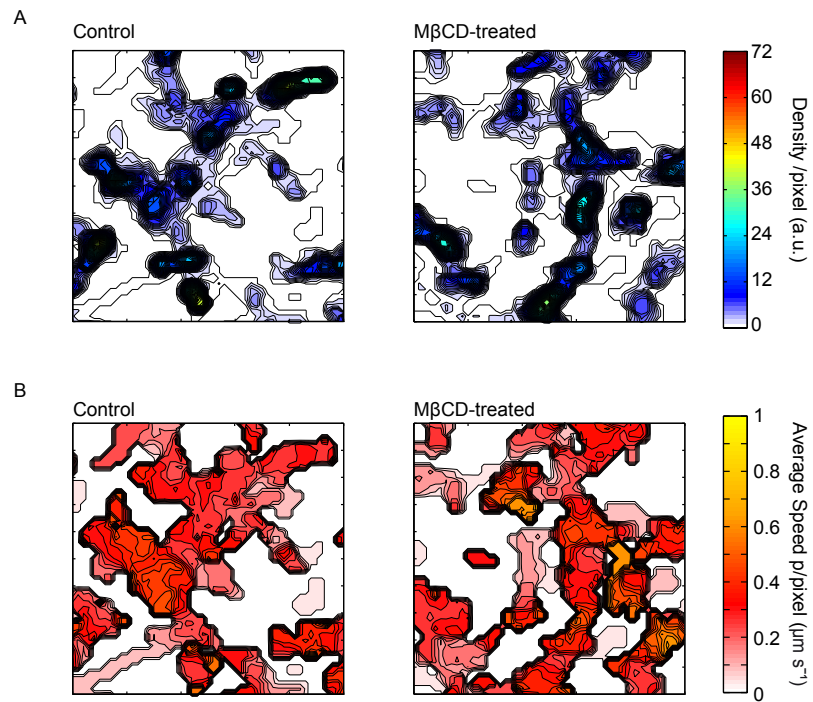 A
Control
MβCD-treated
72
60
48
36
24
12
0
Density /pixel (a.u.)
B
Control
MβCD-treated
1
0.8
0.6
0.4
0.2
0
Average Speed p/pixel (μm s⁻¹)